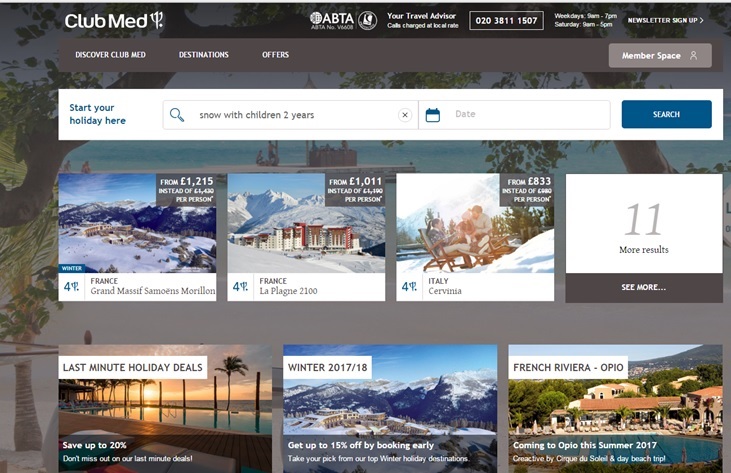 Club Med
ABTA
ABTA No. V6608
Your Travel Advisor
Calls charged at local rate
020 3811 1507
Weekdays: 9am - 7pm
Saturday: 9am - 5pm
NEWSLETTER SIGN UP >
DISCOVER CLUB MED
DESTINATIONS
OFFERS
Member Space
Start your
holiday here
snow with children 2 years
Date
SEARCH
FROM £1,215
INSTEAD OF £1,430
PER PERSON*
WINTER
4
FRANCE
Grand Massif Samoëns Morillon
FROM £1,011
INSTEAD OF £1,190
PER PERSON*
4
FRANCE
La Plagne 2100
FROM £833
INSTEAD OF £980
PER PERSON*
4
ITALY
Cervinia
11
More results
SEE MORE...
LAST MINUTE HOLIDAY DEALS
Save up to 20%
Don't miss out on our last minute deals!
WINTER 2017/18
Get up to 15% off by booking early
Take your pick from our top Winter holiday destinations.
FRENCH RIVIERA - OPIO
Coming to Opio this Summer 2017
Creactive by Cirque du Soleil & day beach trip!